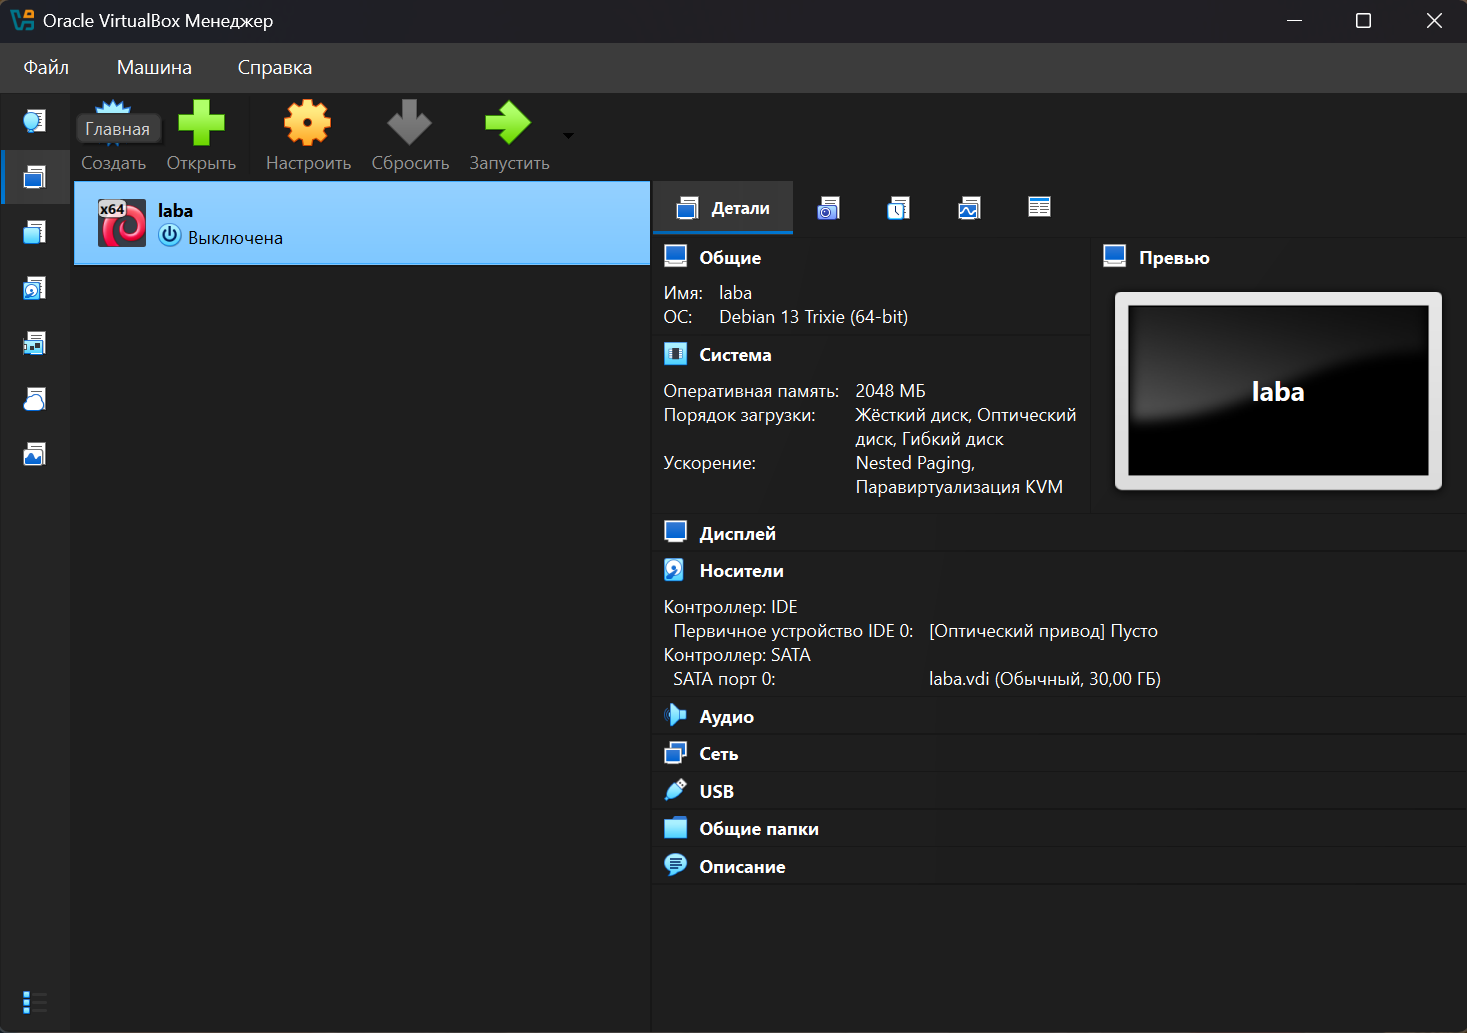 Oracle VirtualBox Менеджер
Файл Машина Справка
Главная
Создать Открыть Настроить Сбросить Запустить
x64
laba
Выключена
Детали
Общие
Имя: laba
ОС: Debian 13 Trixie (64-bit)
Превью
laba
Система
Оперативная память: 2048 МБ
Порядок загрузки: Жёсткий диск, Оптический
диск, Гибкий диск
Ускорение: Nested Paging,
Паравиртуализация KVM
Дисплей
Носители
Контроллер: IDE
Первичное устройство IDE 0: [Оптический привод] Пусто
Контроллер: SATA
SATA порт 0: laba.vdi (Обычный, 30,00 ГБ)
Аудио
Сеть
USB
Общие папки
Описание